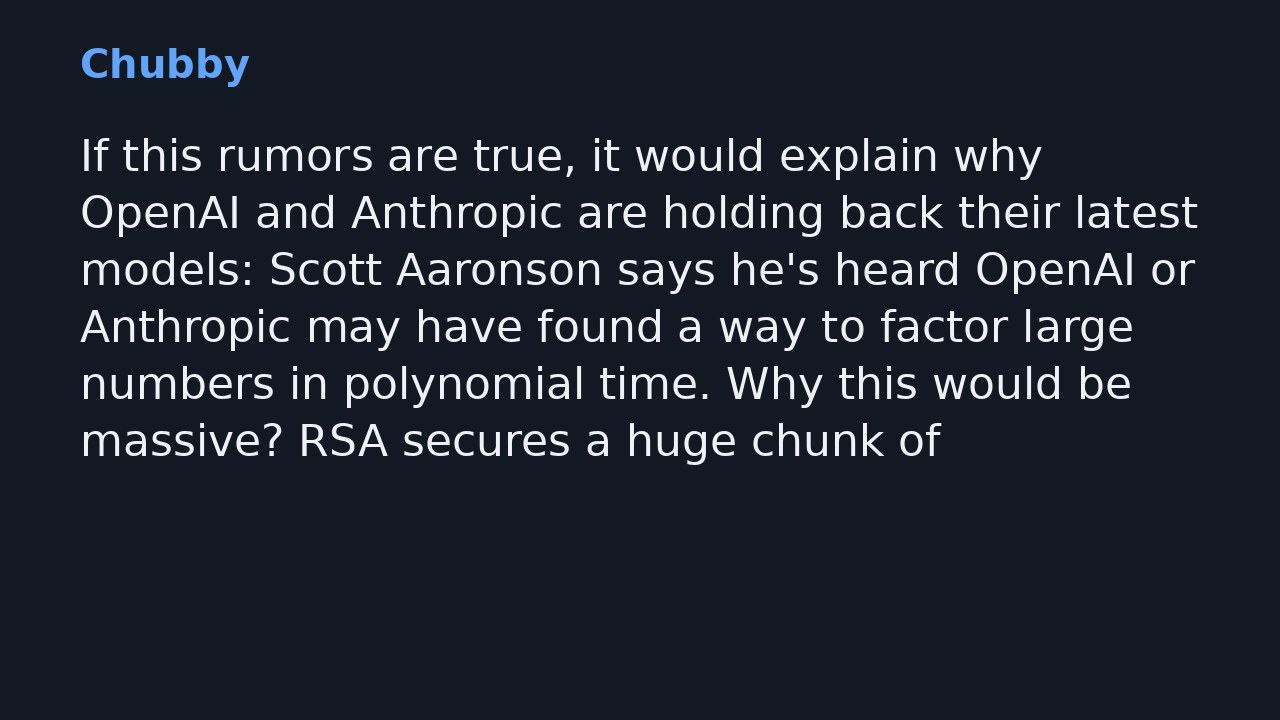 Chubby
If this rumors are true, it would explain why
OpenAI and Anthropic are holding back their latest
models: Scott Aaronson says he's heard OpenAI or
Anthropic may have found a way to factor large
numbers in polynomial time. Why this would be
massive? RSA secures a huge chunk of